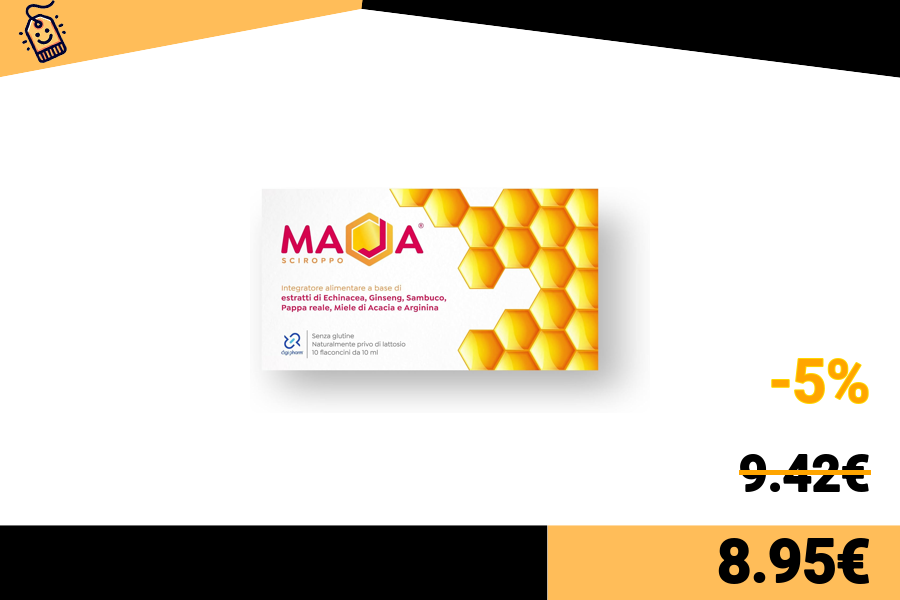 MAJA®
SCIROPPO
Integratore alimentare a base di
estratti di Echinacea, Ginseng, Sambuco,
Pappa reale, Miele di Acacia e Arginina
Senza glutine
Naturalmente privo di lattosio
10 flaconcini da 10 ml
-5%
9.42€
8.95€